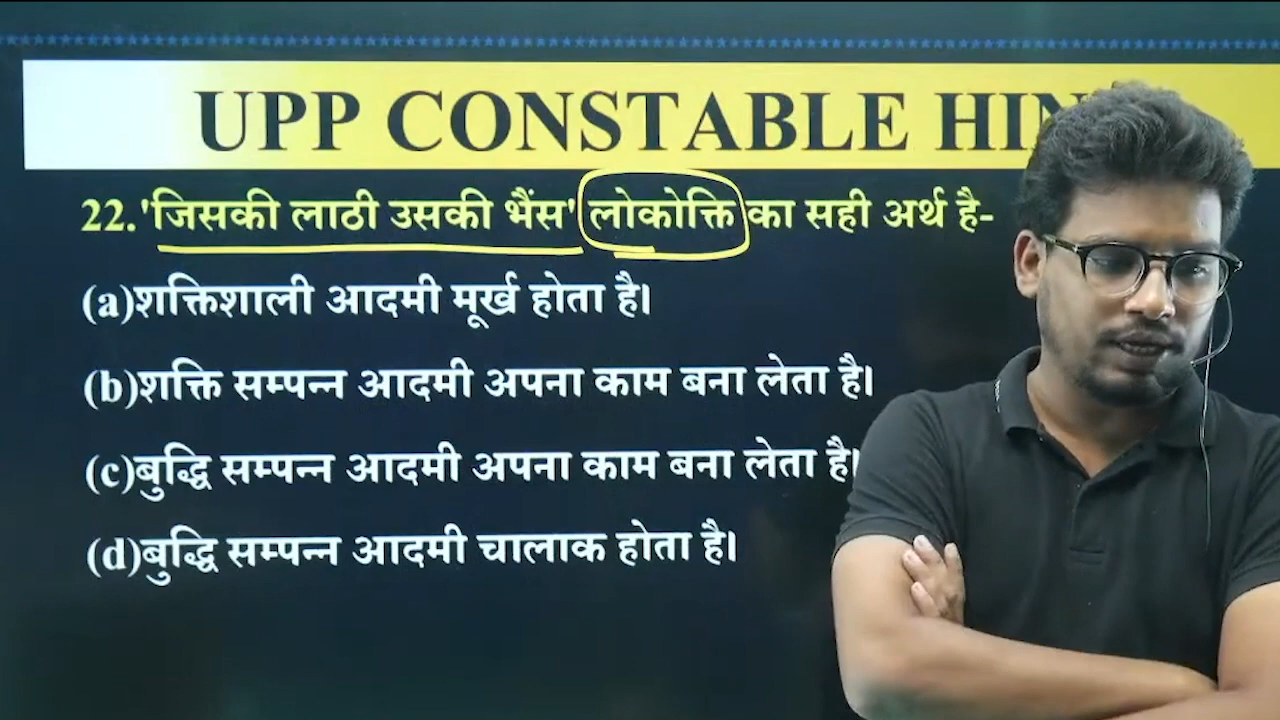 UPP CONSTABLE
22.'जिसकी लाठी उसकी भैंस' लोकोक्ति का सही अर्थ है-
(a)शक्तिशाली आदमी मूर्ख होता है।
(b)शक्ति सम्पन्न आदमी अपना काम बना लेता है।
(c)बुद्धि सम्पन्न आदमी अपना काम बना लेता है।
(d)बुद्धि सम्पन्न आदमी चालाक होता है।